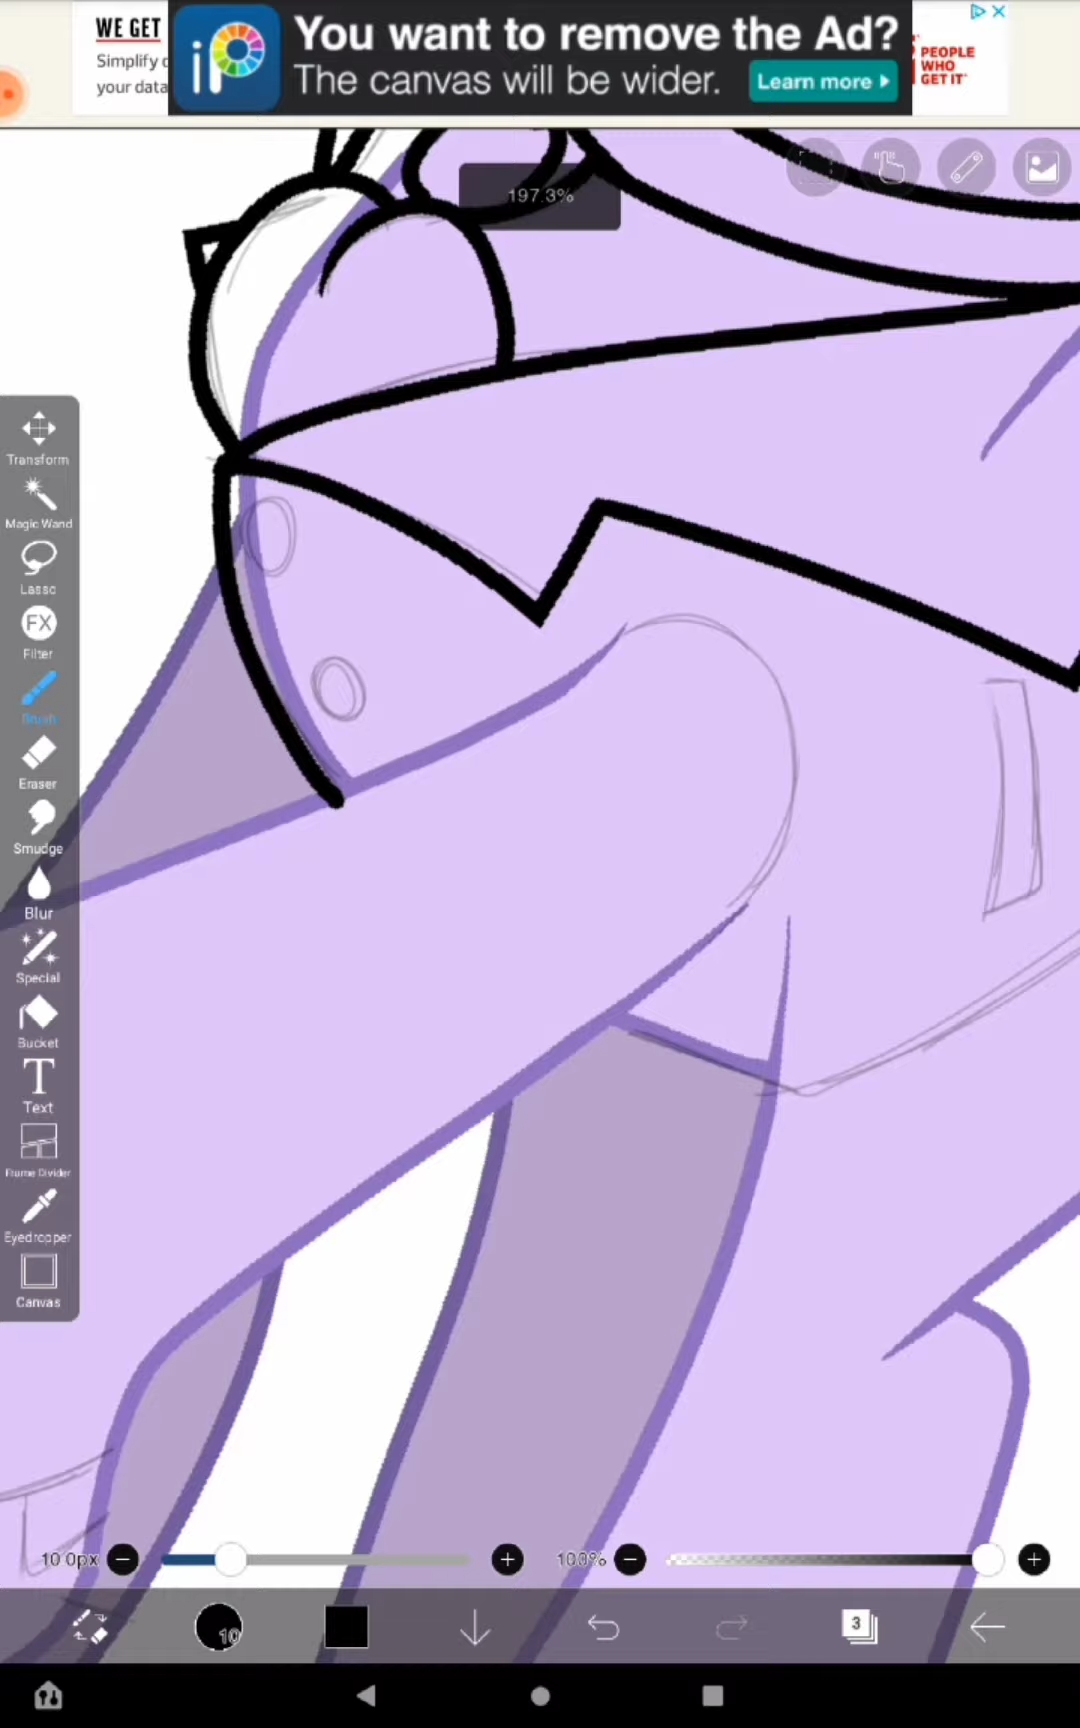 WE GET
Simplify
your data
iP
You want to remove the Ad?
The canvas will be wider.
Learn more
PEOPLE
WHO
GET IT
197.3%
Transform
Magic Wand
Lasso
FX
Filter
Brush
Eraser
Smudge
Blur
Special
Bucket
T
Text
Frame Divider
Eyedropper
Canvas
10.0px
100%
10
3